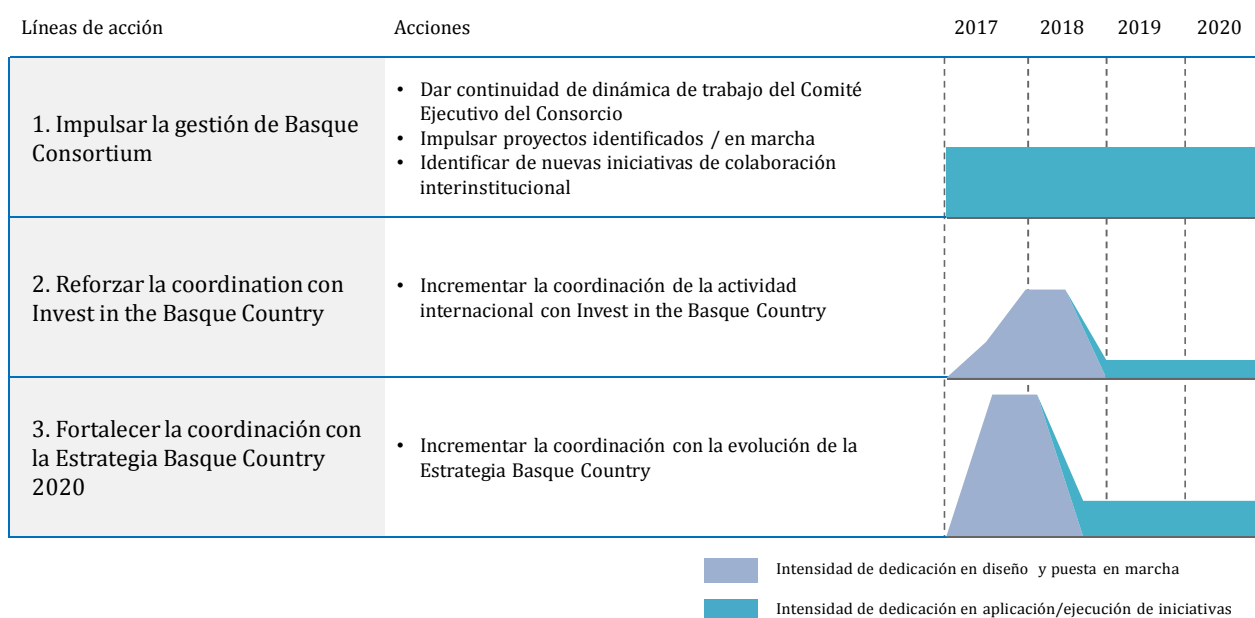 Líneas de acción
Acciones
2017 2018 2019 2020
1. Impulsar la gestión de Basque
Consortium
• Dar continuidad de dinámica de trabajo del Comité
Ejecutivo del Consorcio
• Impulsar proyectos identificados / en marcha
• Identificar de nuevas iniciativas de colaboración
interinstitucional
2. Reforzar la coordination con
Invest in the Basque Country
• Incrementar la coordinación de la actividad
internacional con Invest in the Basque Country
3. Fortalecer la coordinación con
la Estrategia Basque Country
2020
• Incrementar la coordinación con la evolución de la
Estrategia Basque Country
Intensidad de dedicación en diseño y puesta en marcha
Intensidad de dedicación en aplicación/ejecución de iniciativas